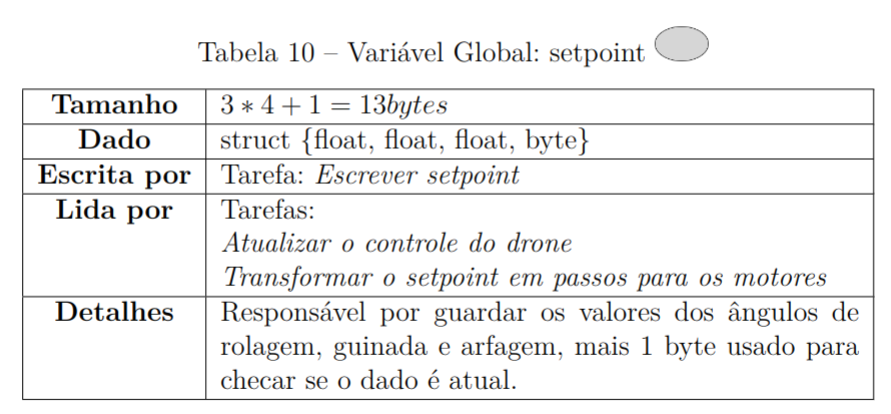 Tabela 10 – Variável Global: setpoint
Tamanho 3 ∗ 4 + 1 = 13bytes
Dado struct {float, float, float, byte}
Escrita por Tarefa: Escrever setpoint
Lida por Tarefas:
Atualizar o controle do drone
Transformar o setpoint em passos para os motores
Detalhes Responsável por guardar os valores dos ângulos de
rolagem, guinada e arfagem, mais 1 byte usado para
checar se o dado é atual.